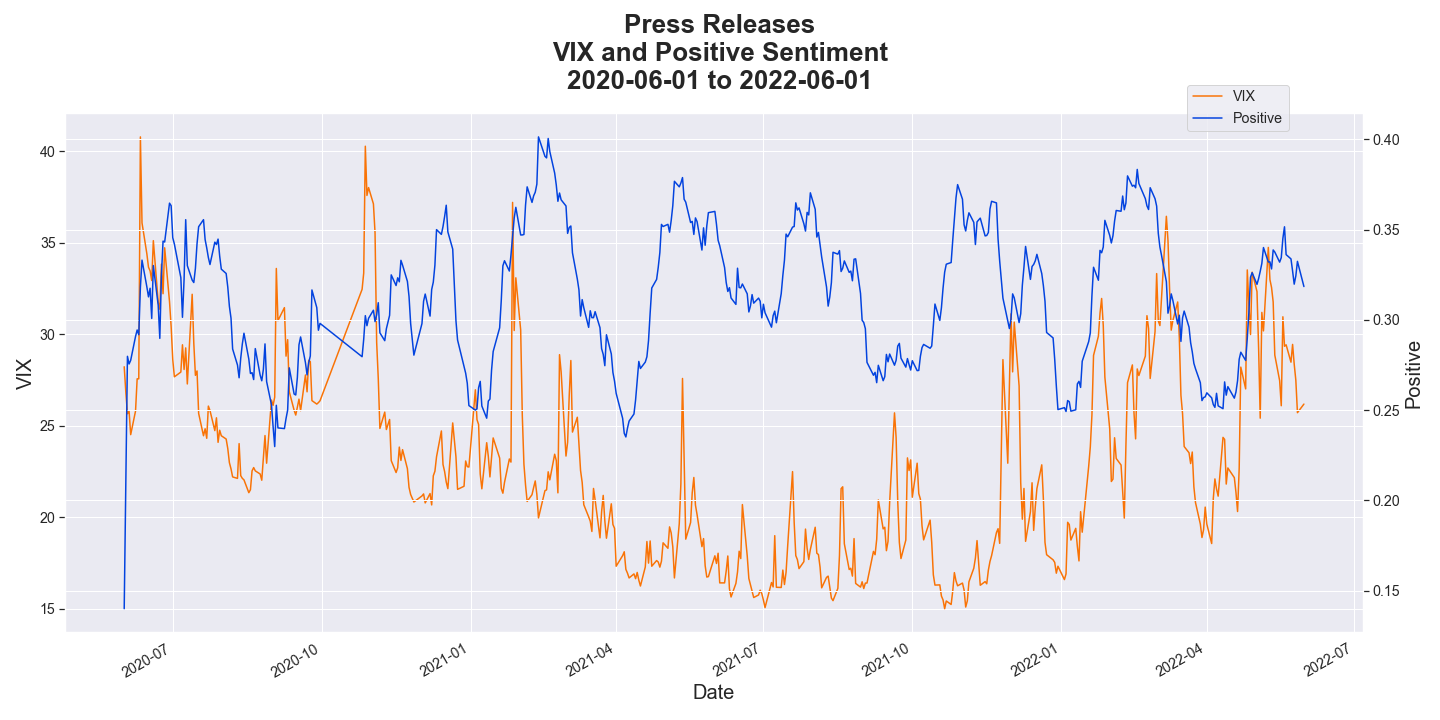 Press Releases
VIX and Positive Sentiment
2020-06-01 to 2022-06-01
VIX
Positive
40
35
30
25
20
15
VIX
0.40
0.35
0.30
0.25
0.20
0.15
Positive
2020-07
2020-10
2021-01
2021-04
2021-07
2021-10
2022-01
2022-04
2022-07
Date